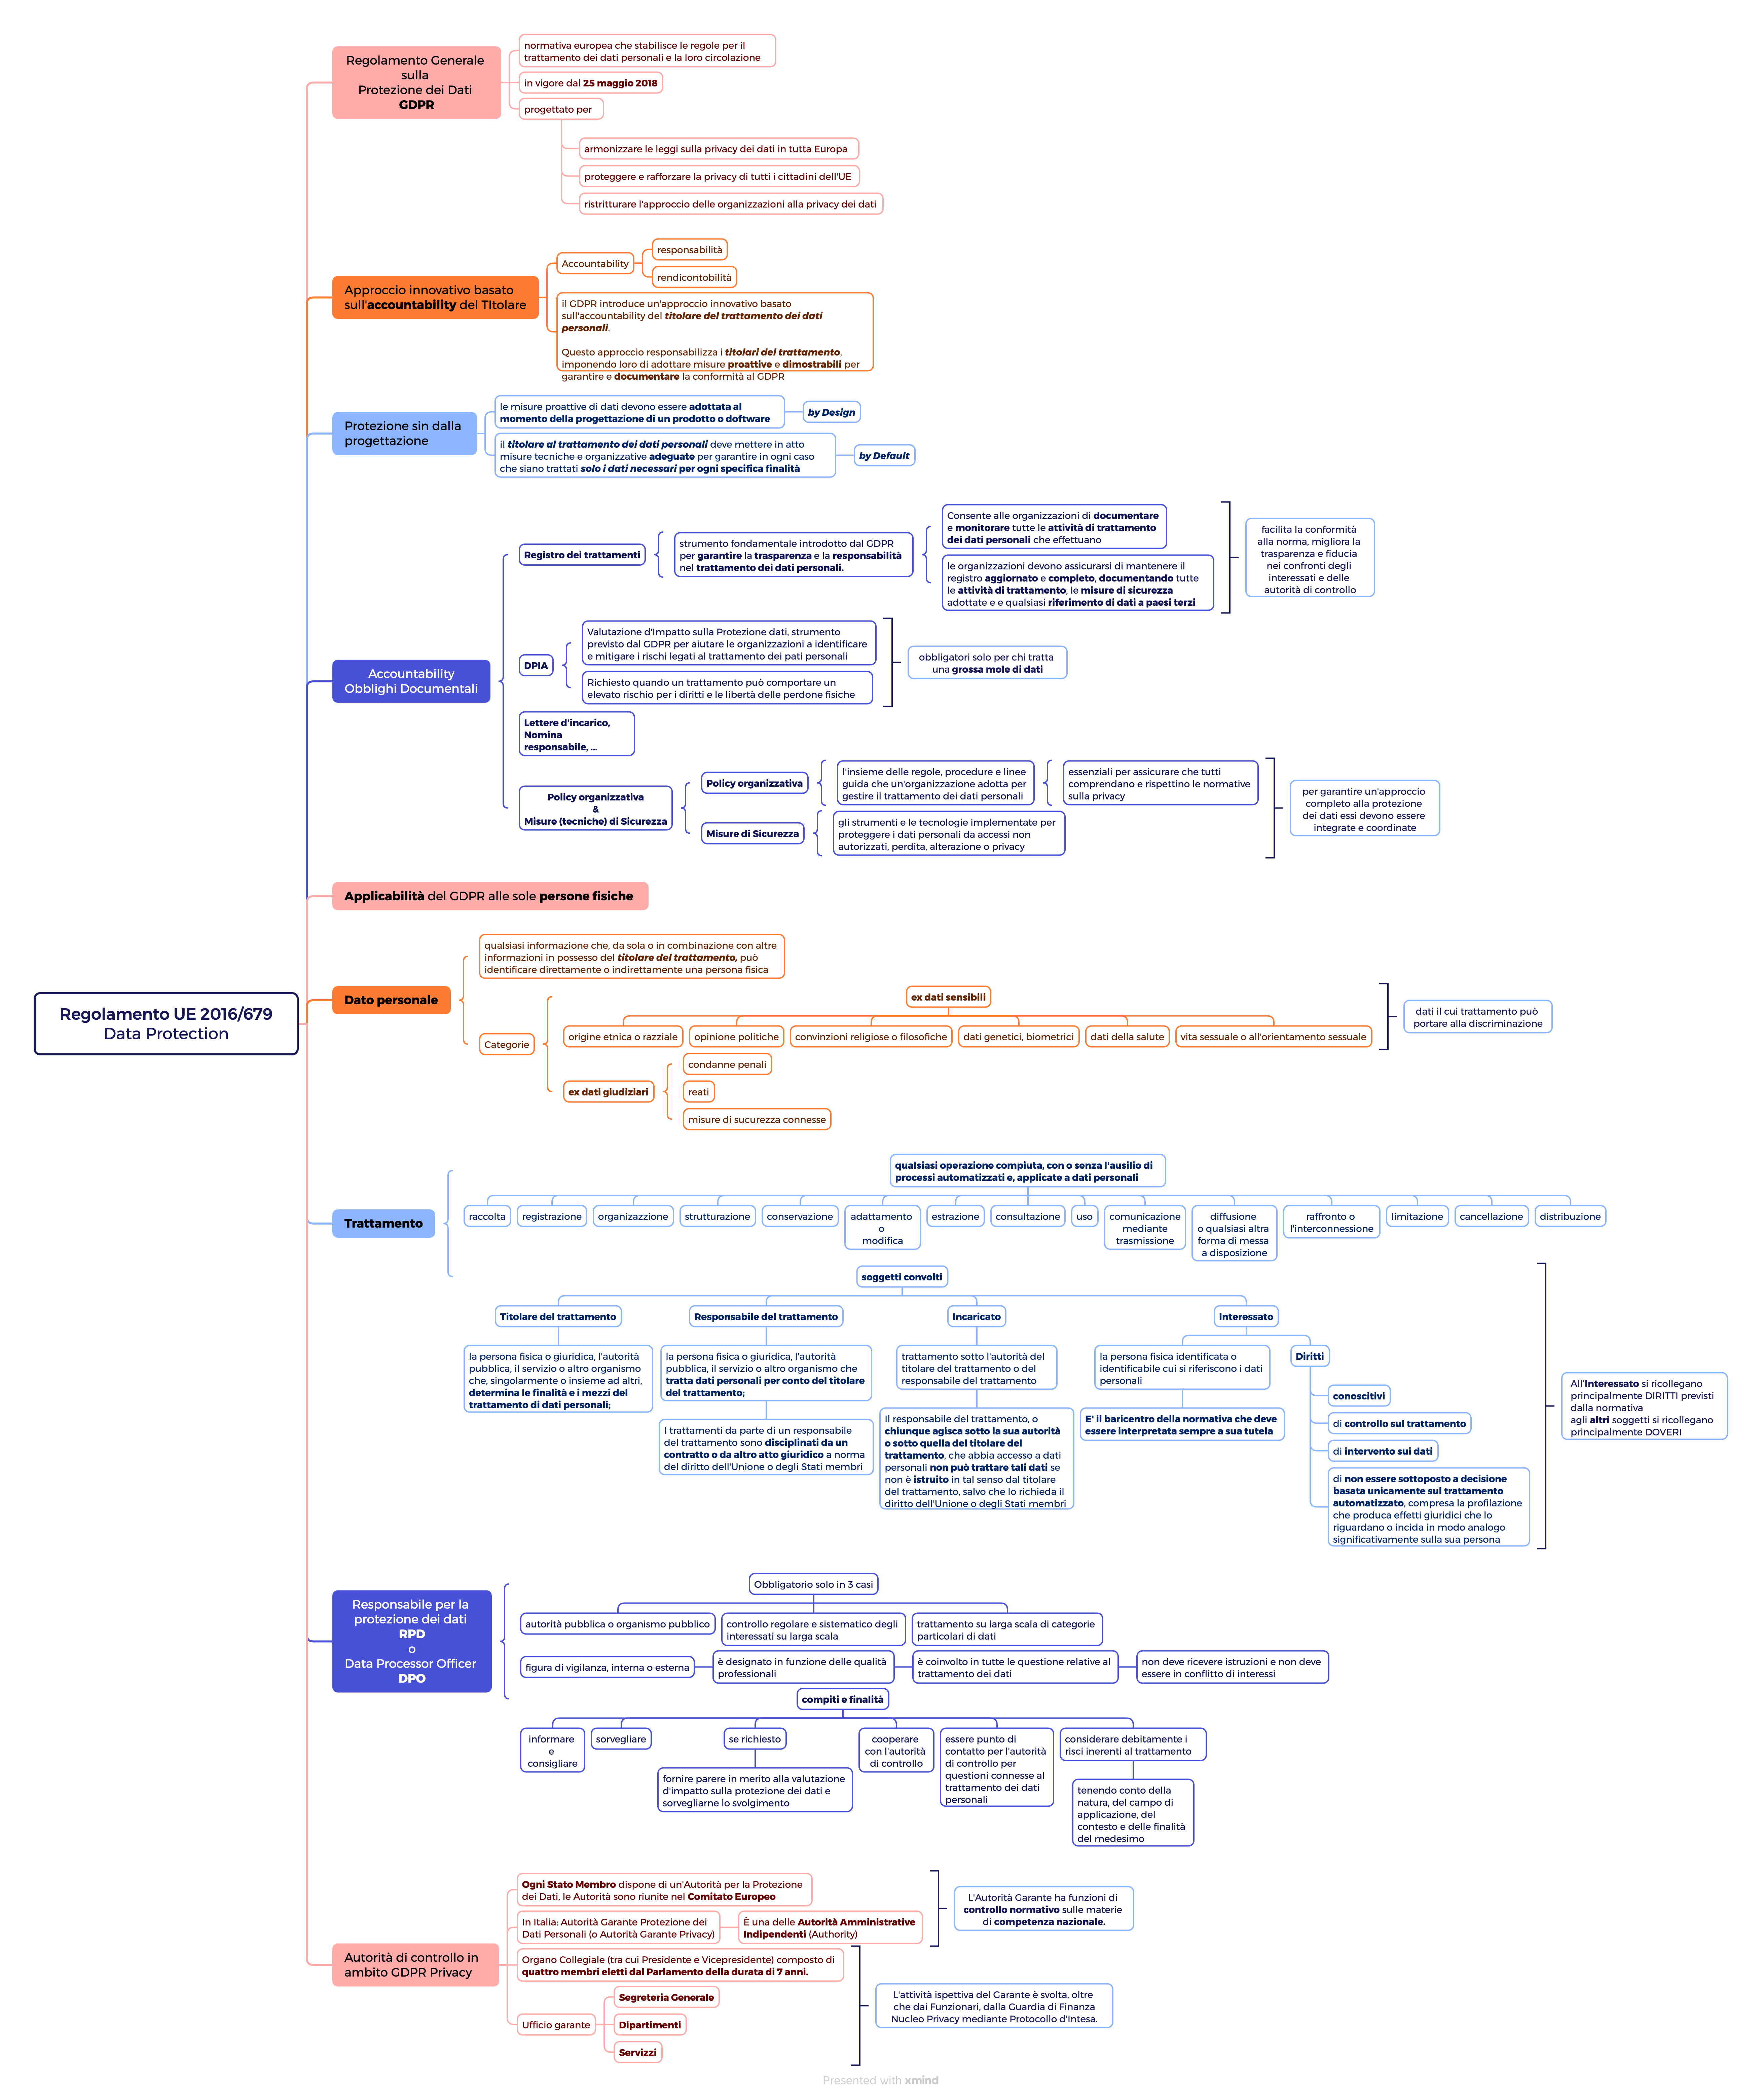 Regolamento Generale
sulla
Protezione dei Dati
GDPR
normativa europea che stabilisce le regole per il
trattamento dei dati personali e la loro circolazione
in vigore dal 25 maggio 2018
progettato per
armonizzare le leggi sulla privacy dei dati in tutta Europa
proteggere e rafforzare la privacy di tutti i cittadini dell'UE
ristritturare l'approccio delle organizzazioni alla privacy dei dati
Approccio innovativo basato
sull'accountability del TItolare
Accountability
responsabilità
rendicontobilità
il GDPR introduce un'approccio innovativo basato
sull'accountability del titolare del trattamento dei dati
personali.
Questo approccio responsabilizza i titolari del trattamento,
imponendo loro di adottare misure proattive e dimostrabili per
garantire e documentare la conformità al GDPR
Protezione sin dalla
progettazione
le misure proattive di dati devono essere adottata al
momento della progettazione di un prodotto o doftware
by Design
il titolare al trattamento dei dati personali deve mettere in atto
misure tecniche e organizzative adeguate per garantire in ogni caso
che siano trattati solo i dati necessari per ogni specifica finalità
by Default
Accountability
Obblighi Documentali
Registro dei trattamenti
strumento fondamentale introdotto dal GDPR
per garantire la trasparenza e la responsabilità
nel trattamento dei dati personali.
Consente alle organizzazioni di documentare
e monitorare tutte le attività di trattamento
dei dati personali che effettuano
le organizzazioni devono assicurarsi di mantenere il
registro aggiornato e completo, documentando tutte
le attività di trattamento, le misure di sicurezza
adottate e e qualsiasi riferimento di dati a paesi terzi
facilita la conformità
alla norma, migliora la
trasparenza e fiducia
nei confronti degli
interessati e delle
autorità di controllo
DPIA
Valutazione d'Impatto sulla Protezione dati, strumento
previsto dal GDPR per aiutare le organizzazioni a identificare
e mitigare i rischi legati al trattamento dei pati personali
Richiesto quando un trattamento può comportare un
elevato rischio per i diritti e le libertà delle perdone fisiche
obbligatori solo per chi tratta
una grossa mole di dati
Lettere d'incarico,
Nomina
responsabile, ...
Policy organizzativa
&
Misure (tecniche) di Sicurezza
Policy organizzativa
l'insieme delle regole, procedure e linee
guida che un'organizzazione adotta per
gestire il trattamento dei dati personali
essenziali per assicurare che tutti
comprendano e rispettino le normative
sulla privacy
Misure di Sicurezza
gli strumenti e le tecnologie implementate per
proteggere i dati personali da accessi non
autorizzati, perdita, alterazione o privacy
per garantire un'approccio
completo alla protezione
dei dati essi devono essere
integrate e coordinate
Applicabilità del GDPR alle sole persone fisiche
Regolamento UE 2016/679
Data Protection
Dato personale
qualsiasi informazione che, da sola o in combinazione con altre
informazioni in possesso del titolare del trattamento, può
identificare direttamente o indirettamente una persona fisica
Categorie
ex dati sensibili
origine etnica o razziale
opinione politiche
convinzioni religiose o filosofiche
dati genetici, biometrici
dati della salute
vita sessuale o all'orientamento sessuale
dati il cui trattamento può
portare alla discriminazione
ex dati giudiziari
condanne penali
reati
misure di sucurezza connesse
Trattamento
qualsiasi operazione compiuta, con o senza l'ausilio di
processi automatizzati e, applicate a dati personali
raccolta
registrazione
organizazzione
strutturazione
conservazione
adattamento
o
modifica
estrazione
consultazione
uso
comunicazione
mediante
trasmissione
diffusione
o qualsiasi altra
forma di messa
a disposizione
raffronto o
l'interconnessione
limitazione
cancellazione
distribuzione
soggetti convolti
Titolare del trattamento
la persona fisica o giuridica, l'autorità
pubblica, il servizio o altro organismo
che, singolarmente o insieme ad altri,
determina le finalità e i mezzi del
trattamento di dati personali;
Responsabile del trattamento
la persona fisica o giuridica, l'autorità
pubblica, il servizio o altro organismo che
tratta dati personali per conto del titolare
del trattamento;
I trattamenti da parte di un responsabile
del trattamento sono disciplinati da un
contratto o da altro atto giuridico a norma
del diritto dell'Unione o degli Stati membri
Incaricato
trattamento sotto l'autorità del
titolare del trattamento o del
responsabile del trattamento
Il responsabile del trattamento, o
chiunque agisca sotto la sua autorità
o sotto quella del titolare del
trattamento, che abbia accesso a dati
personali non può trattare tali dati se
non è istruito in tal senso dal titolare
del trattamento, salvo che lo richieda il
diritto dell'Unione o degli Stati membri
Interessato
la persona fisica identificata o
identificabile cui si riferiscono i dati
personali
E' il baricentro della normativa che deve
essere interpretata sempre a sua tutela
Diritti
conoscitivi
di controllo sul trattamento
di intervento sui dati
di non essere sottoposto a decisione
basata unicamente sul trattamento
automatizzato, compresa la profilazione
che produca effetti giuridici che lo
riguardano o incida in modo analogo
significativamente sulla sua persona
All'Interessato si ricollegano
principalmente DIRITTI previsti
dalla normativa
agli altri soggetti si ricollegano
principalmente DOVERI
Responsabile per la
protezione dei dati
RPD
o
Data Processor Officer
DPO
Obbligatorio solo in 3 casi
autorità pubblica o organismo pubblico
controllo regolare e sistematico degli
interessati su larga scala
trattamento su larga scala di categorie
particolari di dati
figura di vigilanza, interna o esterna
è designato in funzione delle qualità
professionali
è coinvolto in tutte le questione relative al
trattamento dei dati
non deve ricevere istruzioni e non deve
essere in conflitto di interessi
compiti e finalità
informare
e
consigliare
sorvegliare
se richiesto
fornire parere in merito alla valutazione
d'impatto sulla protezione dei dati e
sorvegliarne lo svolgimento
cooperare
con l'autorità
di controllo
essere punto di
contatto per l'autorità
di controllo per
questioni connesse al
trattamento dei dati
personali
considerare debitamente i
risci inerenti al trattamento
tenendo conto della
natura, del campo di
applicazione, del
contesto e delle finalità
del medesimo
Autorità di controllo in
ambito GDPR Privacy
Ogni Stato Membro dispone di un'Autorità per la Protezione
dei Dati, le Autorità sono riunite nel Comitato Europeo
In Italia: Autorità Garante Protezione dei
Dati Personali (o Autorità Garante Privacy)
È una delle Autorità Amministrative
Indipendenti (Authority)
L'Autorità Garante ha funzioni di
controllo normativo sulle materie
di competenza nazionale.
Organo Collegiale (tra cui Presidente e Vicepresidente) composto di
quattro membri eletti dal Parlamento della durata di 7 anni.
Ufficio garante
Segreteria Generale
Dipartimenti
Servizzi
L'attività ispettiva del Garante è svolta, oltre
che dai Funzionari, dalla Guardia di Finanza
Nucleo Privacy mediante Protocollo d'Intesa.
Presented with xmind